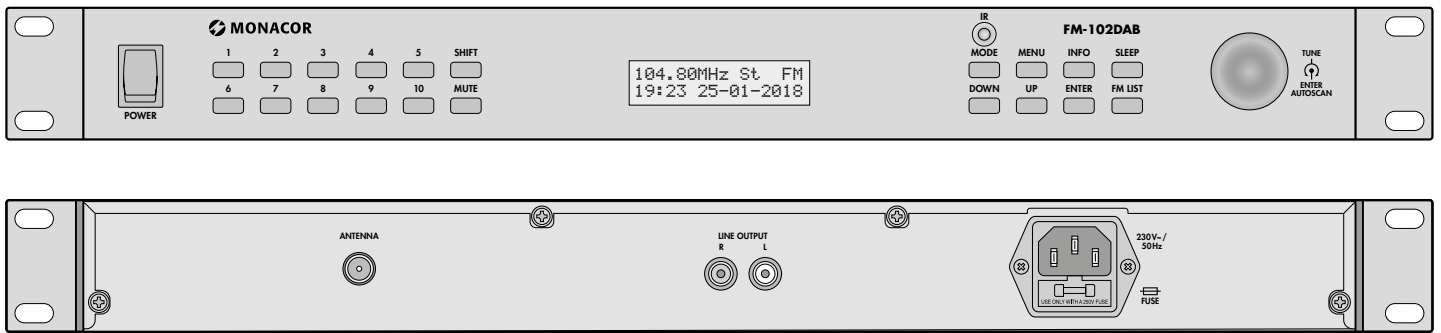 MONACOR
IR
FM-102DAB
1 2 3 4 5 SHIFT
MODE MENU INFO SLEEP
TUNE
104.80MHz St FM
19:23 25-01-2018
6 7 8 9 10 MUTE
DOWN UP ENTER FM LIST
ENTER
AUTOSCAN
POWER
ANTENNA
LINE OUTPUT
R L
230V~/
50Hz
USE ONLY WITH A 250V FUSE
FUSE